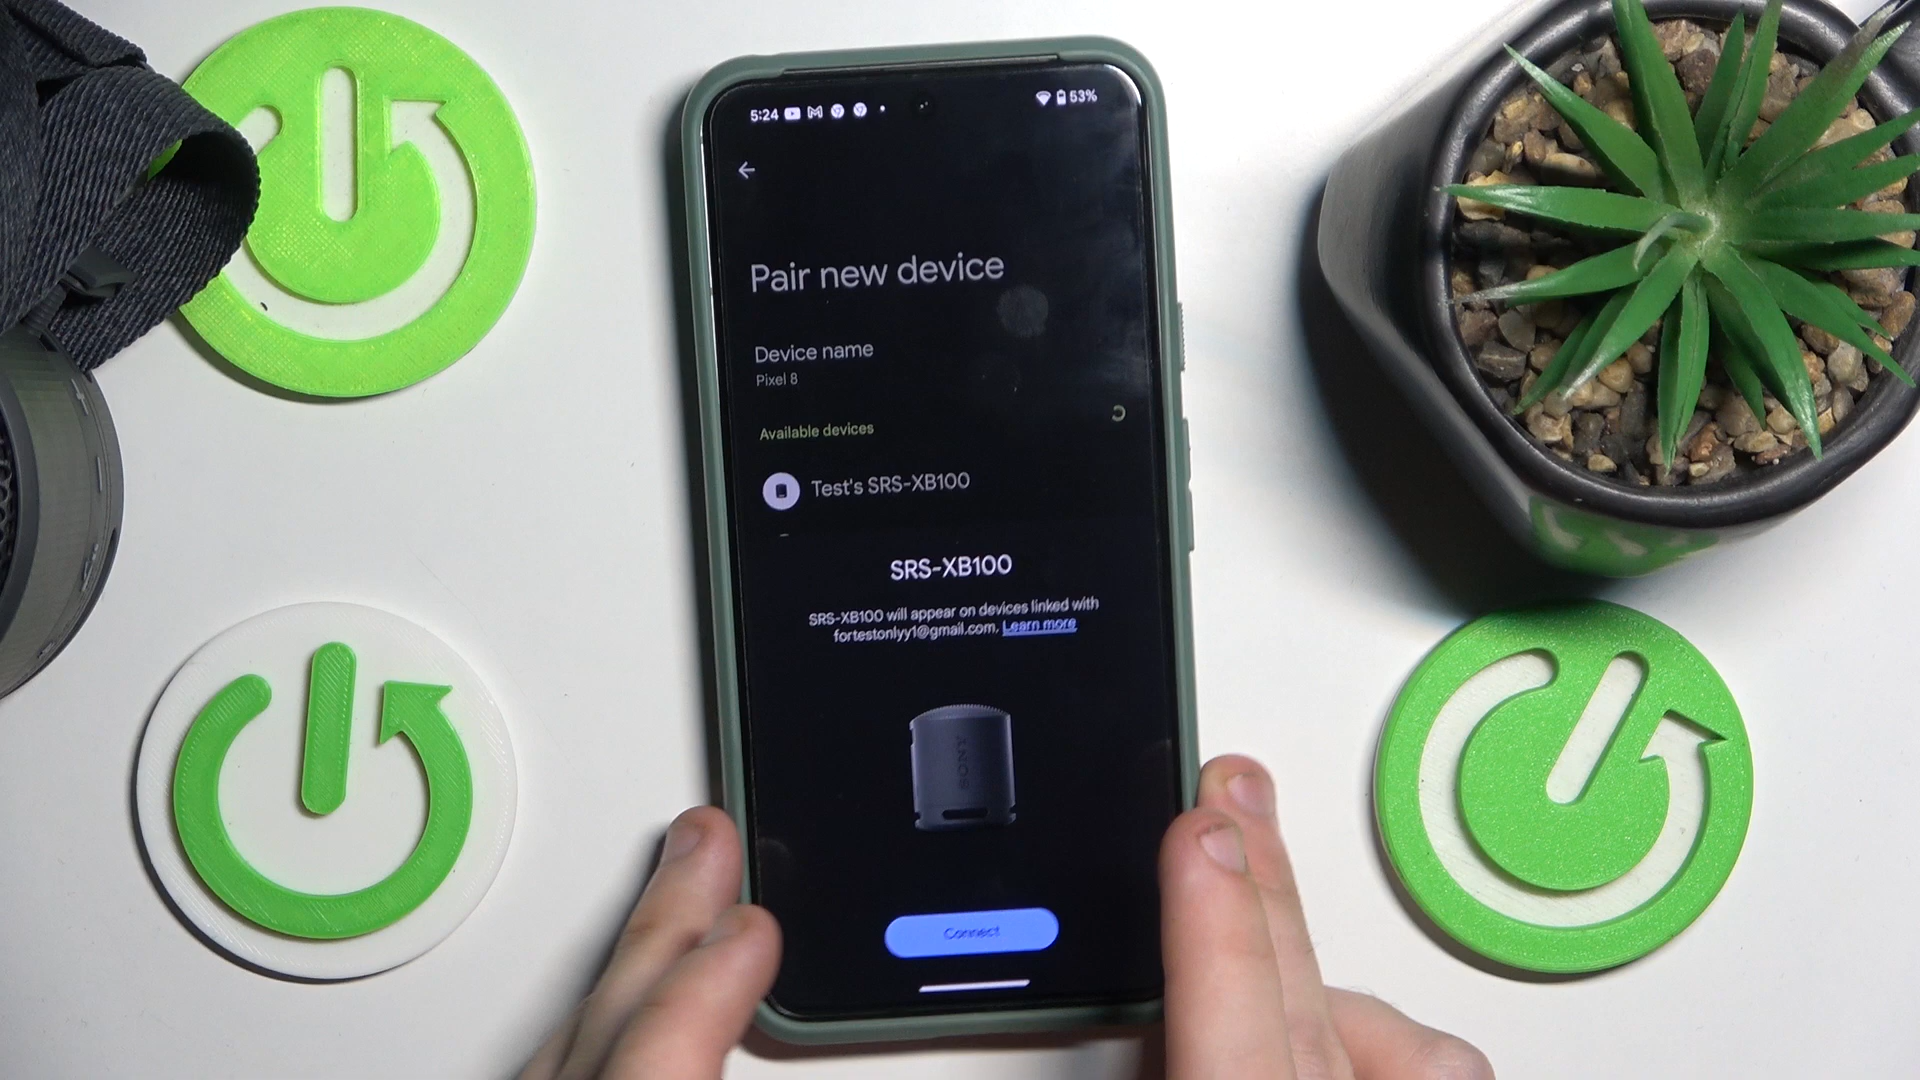 5:24
53%
Pair new device
Device name
Pixel 8
Available devices
Test's SRS-XB100
SRS-XB100
SRS-XB100 will appear on devices linked with
fortestonlyy1@gmail.com. Learn more
SONY
Connect